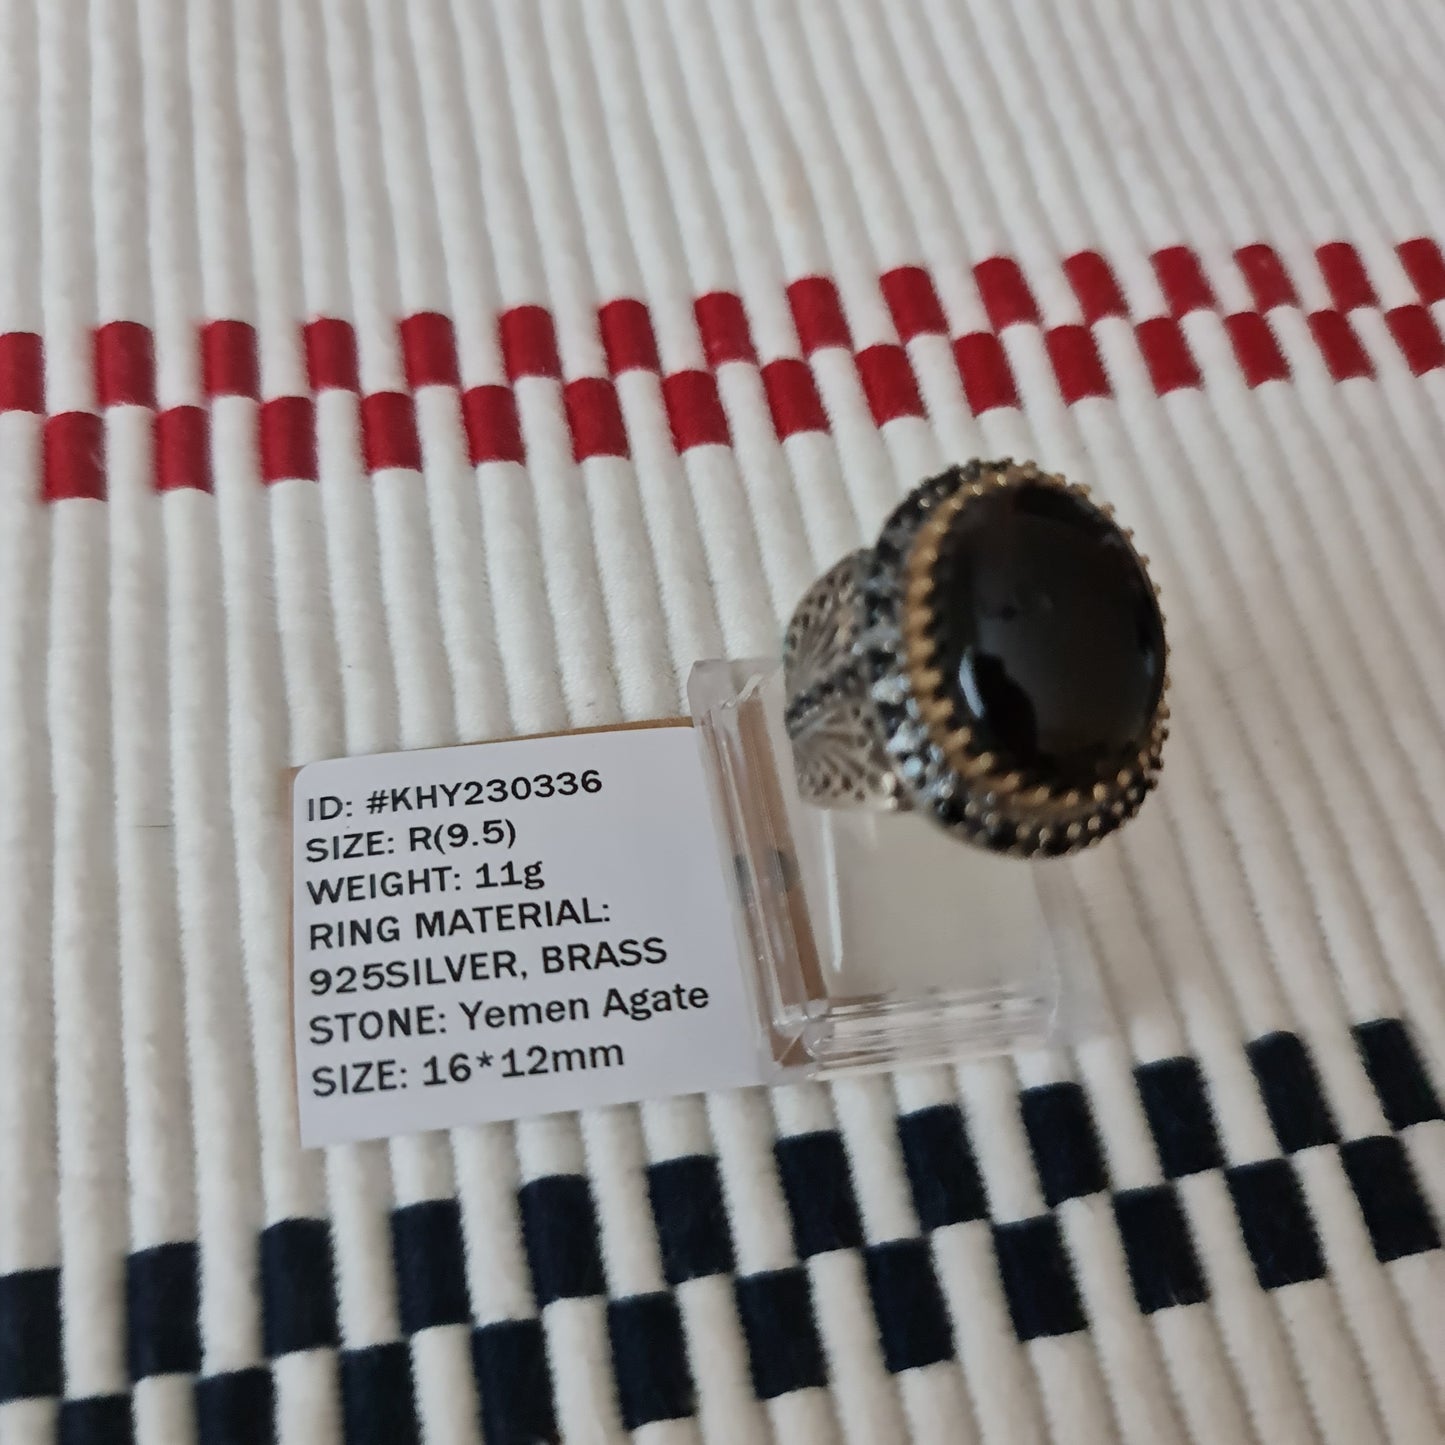 ID: #KHY230336
SIZE: R(9.5)
WEIGHT: 11g
RING MATERIAL:
925SILVER, BRASS
STONE: Yemen Agate
SIZE: 16*12mm